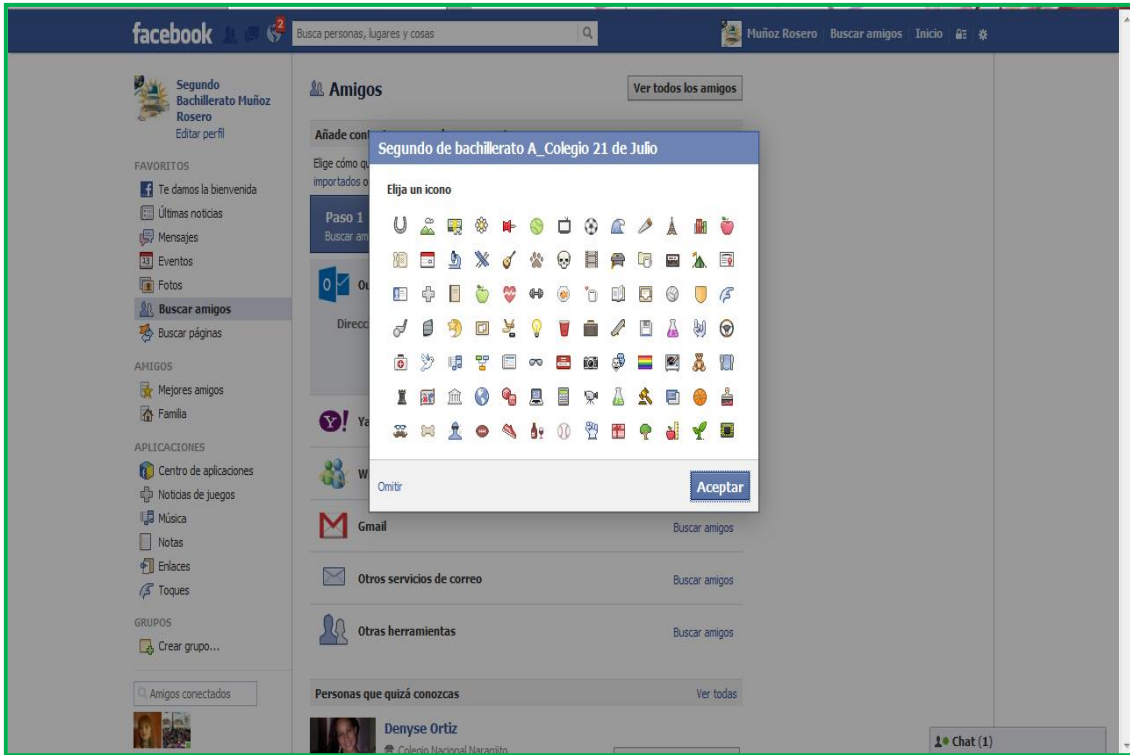 facebook
2
Busca personas, lugares y cosas
Muñoz Rosero
Buscar amigos
Inicio
Segundo
Bachillerato Muñoz
Rosero
Editar perfil
FAVORITOS
Te damos la bienvenida
Últimas noticias
Mensajes
Eventos
Fotos
Buscar amigos
Buscar páginas
AMIGOS
Mejores amigos
Familia
APLICACIONES
Centro de aplicaciones
Noticias de juegos
Música
Notas
Enlaces
Toques
GRUPOS
Crear grupo...
Amigos conectados
Amigos
Ver todos los amigos
Añade
Elige cómo
importados
Paso 1
Buscar
Segundo de bachillerato A_Colegio 21 de Julio
Elija un icono
Omitir
Aceptar
Gmail
Buscar amigos
Otros servicios de correo
Buscar amigos
Otras herramientas
Buscar amigos
Personas que quizá conozcas
Ver todas
Denyse Ortiz
Colegio Nacional Naranjito
Chat (1)